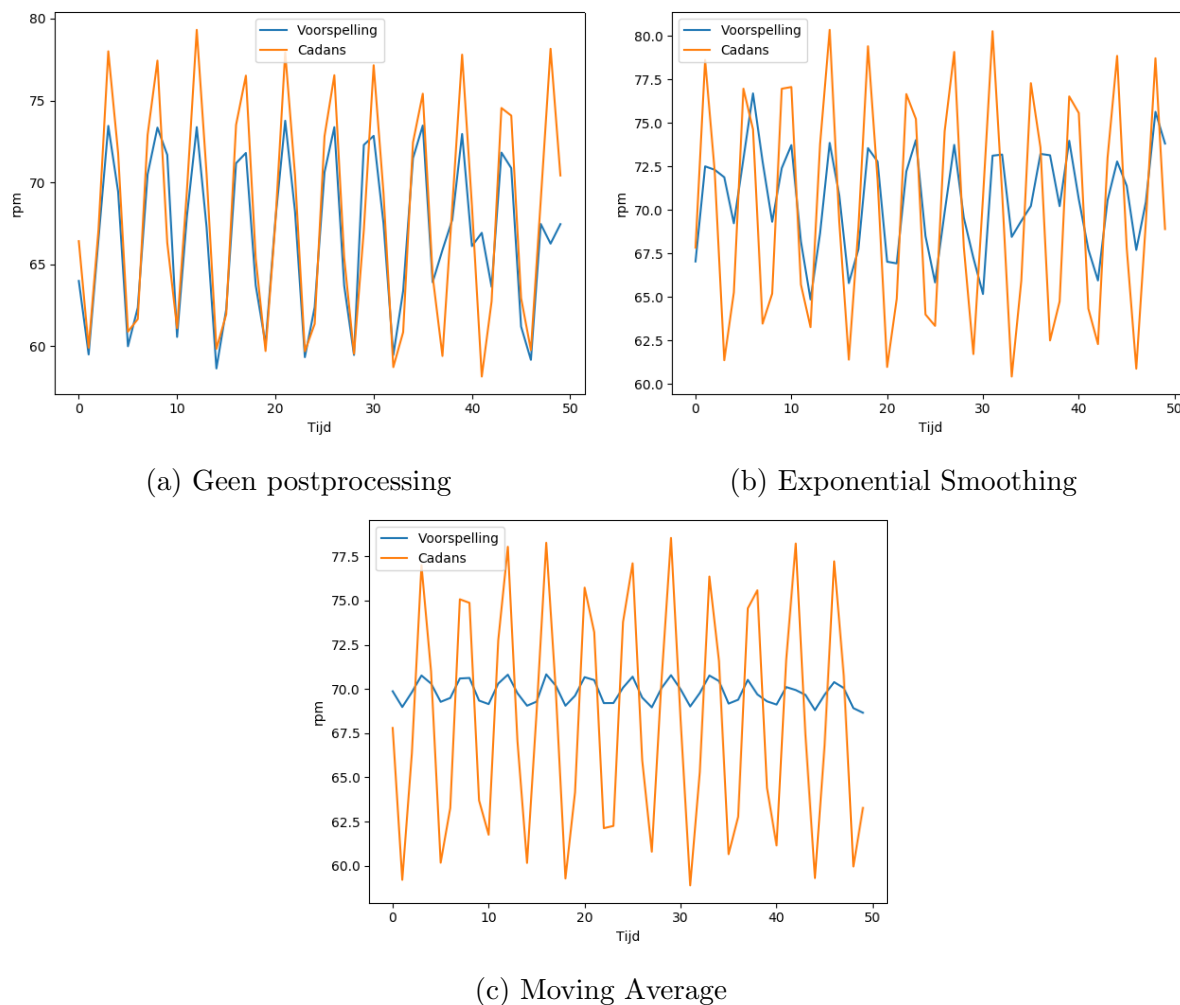 Voorspelling
Cadans
80
75
70
65
60
rpm
0 10 20 30 40 50
Tijd
(a) Geen postprocessing
Voorspelling
Cadans
80.0
77.5
75.0
72.5
70.0
67.5
65.0
62.5
60.0
rpm
0 10 20 30 40 50
Tijd
(b) Exponential Smoothing
Voorspelling
Cadans
77.5
75.0
72.5
70.0
67.5
65.0
62.5
60.0
rpm
0 10 20 30 40 50
Tijd
(c) Moving Average